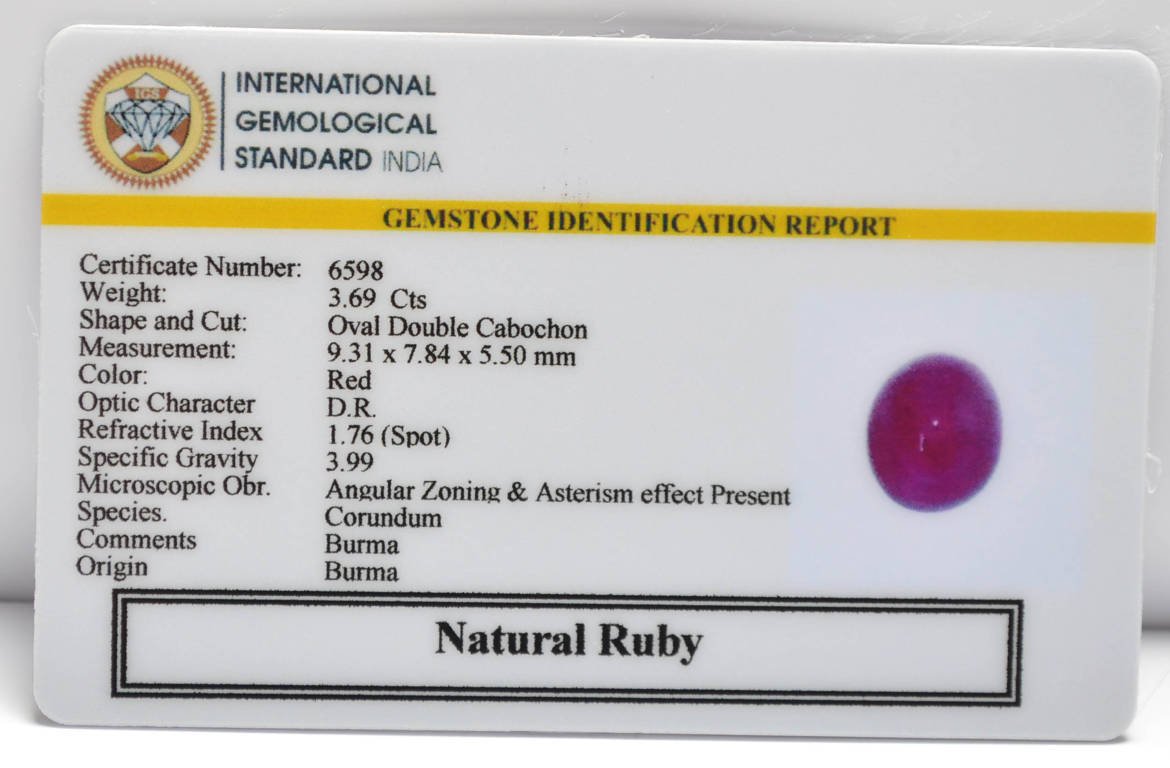 IGS
INTERNATIONAL
GEMOLOGICAL
STANDARD INDIA
GEMSTONE IDENTIFICATION REPORT
Certificate Number: 6598
Weight: 3.69 Cts
Shape and Cut: Oval Double Cabochon
Measurement: 9.31 x 7.84 x 5.50 mm
Color: Red
Optic Character D.R.
Refractive Index 1.76 (Spot)
Specific Gravity 3.99
Microscopic Obr. Angular Zoning & Asterism effect Present
Species. Corundum
Comments Burma
Origin Burma
Natural Ruby